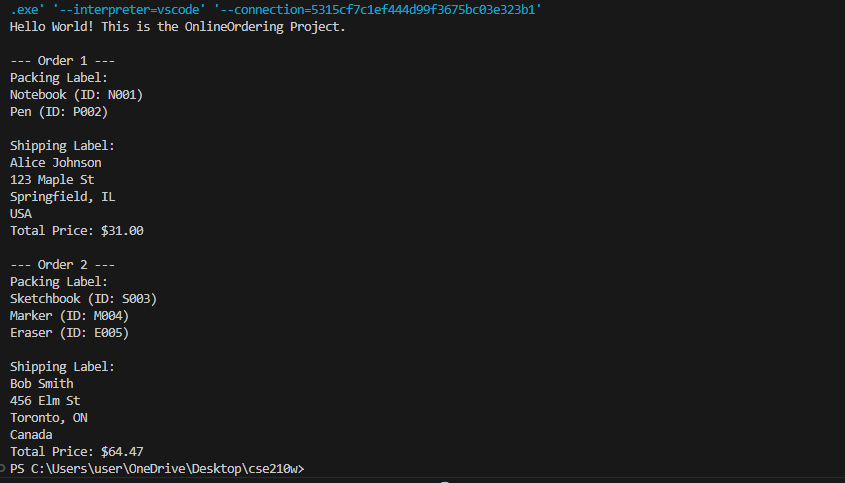 .exe' '--interpreter=vscode' '--connection=5315cf7c1ef444d99f3675bc03e323b1'
Hello World! This is the OnlineOrdering Project.

--- Order 1 ---
Packing Label:
Notebook (ID: N001)
Pen (ID: P002)

Shipping Label:
Alice Johnson
123 Maple St
Springfield, IL
USA
Total Price: $31.00

--- Order 2 ---
Packing Label:
Sketchbook (ID: S003)
Marker (ID: M004)
Eraser (ID: E005)

Shipping Label:
Bob Smith
456 Elm St
Toronto, ON
Canada
Total Price: $64.47
PS C:\Users\user\OneDrive\Desktop\cse210w>